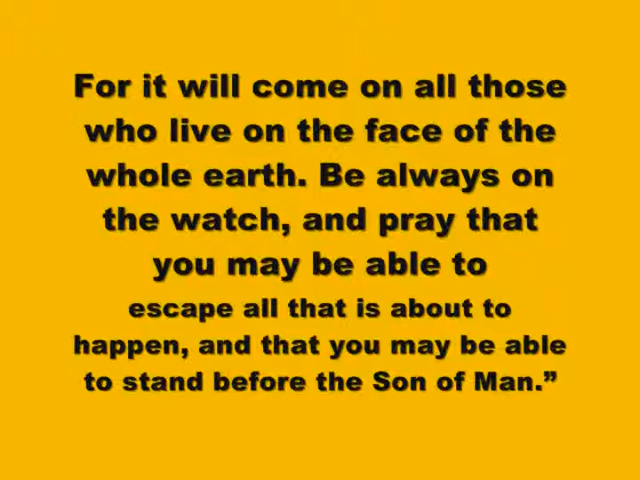 For it will come on all those
who live on the face of the
whole earth. Be always on
the watch, and pray that
you may be able to
escape all that is about to
happen, and that you may be able
to stand before the Son of Man.”